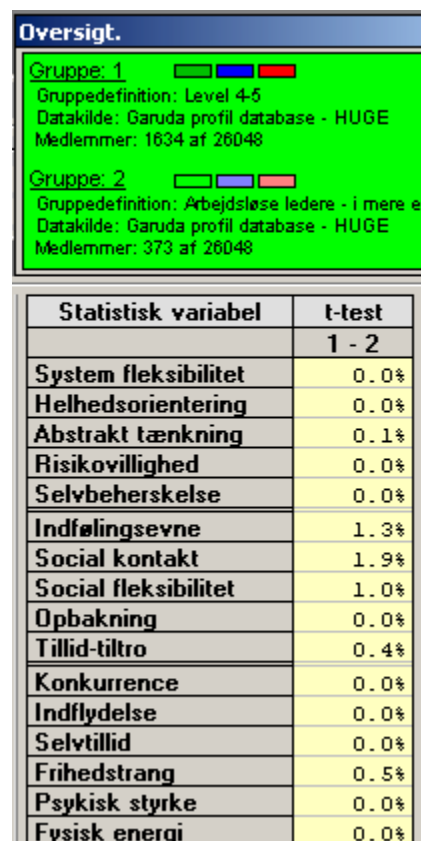 Oversigt.
Gruppe: 1
Gruppedefinition: Level 4-5
Datakilde: Garuda profil database - HUGE
Medlemmer: 1634 af 26048
Gruppe: 2
Gruppedefinition: Arbejdsløse ledere - i mere e
Datakilde: Garuda profil database - HUGE
Medlemmer: 373 af 26048
Statistisk variabel t-test
1 - 2
System fleksibilitet 0.0%
Helhedsorientering 0.0%
Abstrakt tænkning 0.1%
Risikovillighed 0.0%
Selvbeherskelse 0.0%
Indfølingsevne 1.3%
Social kontakt 1.9%
Social fleksibilitet 1.0%
Opbakning 0.0%
Tillid-tiltro 0.4%
Konkurrence 0.0%
Indflydelse 0.0%
Selvtillid 0.0%
Frihedstrang 0.5%
Psykisk styrke 0.0%
Fysisk energi 0.0%